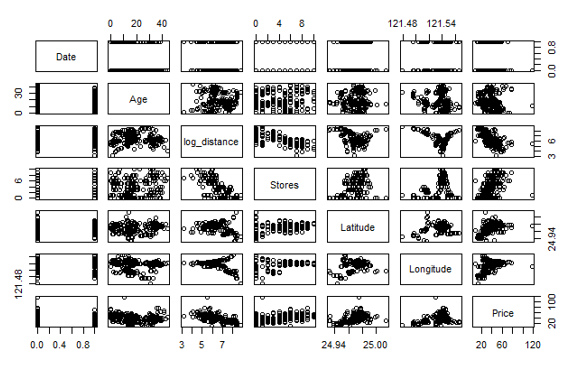 0 20 40 0 4 8 121.48 121.54
Date 0.0 0.8
0 30 Age
log_distance 3 6
0 6 Stores
Latitude 24.94
121.48 Longitude
Price 20 100
0.0 0.4 0.8 3 5 7 24.94 25.00 20 60 120